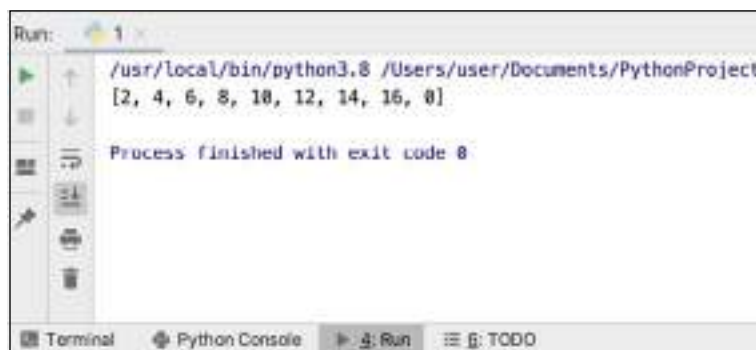 Run: 1 ×
/usr/local/bin/python3.8 /Users/user/Documents/PythonProject
[2, 4, 6, 8, 10, 12, 14, 16, 0]
Process finished with exit code 0
Terminal Python Console 4: Run 6: TODO